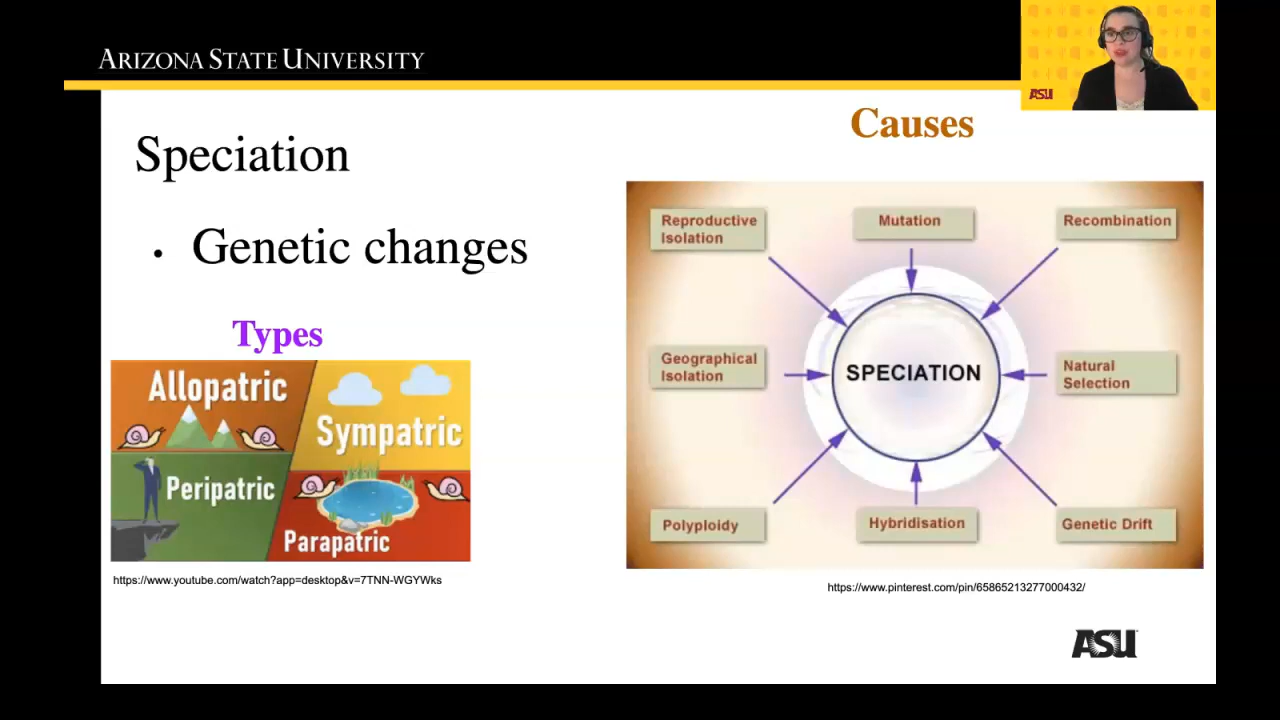 ARIZONA STATE UNIVERSITY
ASU
Causes
Speciation
• Genetic changes
Types
Allopatric
Sympatric
Peripatric
Parapatric
https://www.youtube.com/watch?app=desktop&v=7TNN-WGYWks
Reproductive
Isolation
Mutation
Recombination
Geographical
Isolation
SPECIATION
Natural
Selection
Polyploidy
Hybridisation
Genetic Drift
https://www.pinterest.com/pin/65865213277000432/
ASU